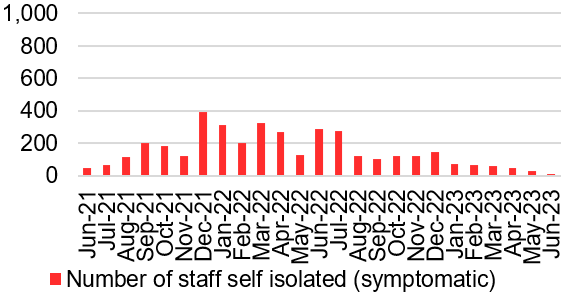 1,000
800
600
400
200
0
Jun-21
Jul-21
Aug-21
Sep-21
Oct-21
Nov-21
Dec-21
Jan-22
Feb-22
Mar-22
Apr-22
May-22
Jun-22
Jul-22
Aug-22
Sep-22
Oct-22
Nov-22
Dec-22
Jan-23
Feb-23
Mar-23
Apr-23
May-23
Jun-23
Number of staff self isolated (symptomatic)